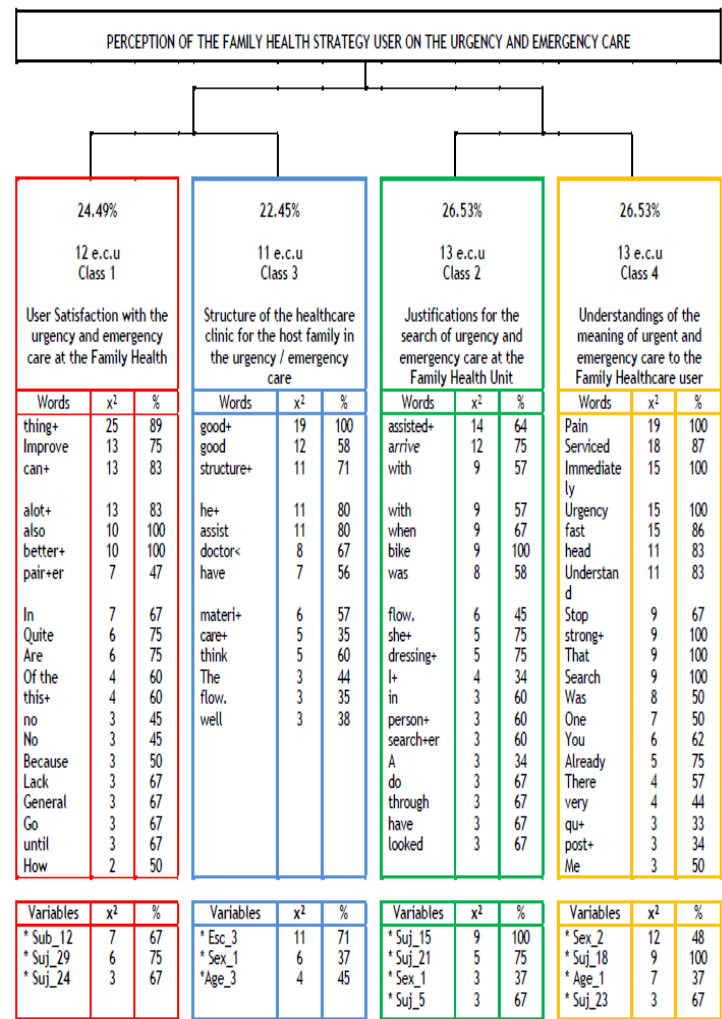 PERCEPTION OF THE FAMILY HEALTH STRATEGY USER ON THE URGENCY AND EMERGENCY CARE
24.49%
12 e.c.u
Class 1
User Satisfaction with the
urgency and emergency
care at the Family Health
Words x² %
thing+ 25 89
Improve 13 75
can+ 13 83
alot+ 13 83
also 10 100
better+ 10 100
pair+er 7 47
In 7 67
Quite 6 75
Are 6 75
Of the 4 60
this+ 4 60
no 3 45
No 3 45
Because 3 50
Lack 3 67
General 3 67
Go 3 67
until 3 67
How 2 50
Variables x² %
* Sub_12 7 67
* Suj_29 6 75
* Suj_24 3 67
22.45%
11 e.c.u
Class 3
Structure of the healthcare
clinic for the host family in
the urgency / emergency
care
Words x² %
good+ 19 100
good 12 58
structure+ 11 71
he+ 11 80
assist 11 80
doctor< 8 67
have 7 56
materi+ 6 57
care+ 5 35
think 5 60
The 3 44
flow. 3 35
well 3 38
Variables x² %
* Esc_3 11 71
* Sex_1 6 37
*Age_3 4 45
26.53%
13 e.c.u
Class 2
Justifications for the
search of urgency and
emergency care at the
Family Health Unit
Words x² %
assisted+ 14 64
arrive 12 75
with 9 57
with 9 57
when 9 67
bike 9 100
was 8 58
flow. 6 45
she+ 5 75
dressing+ 5 75
I+ 4 34
in 3 60
person+ 3 60
search+er 3 60
A 3 34
do 3 67
through 3 67
have 3 67
looked 3 67
Variables x² %
* Suj_15 9 100
* Suj_21 5 75
* Sex_1 3 37
* Suj_5 3 67
26.53%
13 e.c.u
Class 4
Understandings of the
meaning of urgent and
emergency care to the
Family Healthcare user
Words x² %
Pain 19 100
Serviced 18 87
Immediate 15 100
ly
Urgency 15 100
fast 15 86
head 11 83
Understan 11 83
d
Stop 9 67
strong+ 9 100
That 9 100
Search 9 100
Was 8 50
One 7 50
You 6 62
Already 5 75
There 4 57
very 4 44
qu+ 3 33
post+ 3 34
Me 3 50
Variables x² %
* Sex_2 12 48
* Suj_18 9 100
* Age_1 7 37
* Suj_23 3 67